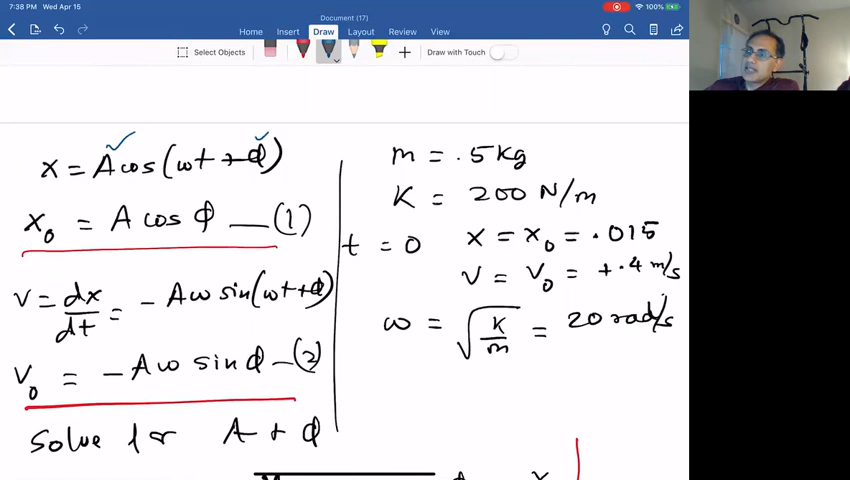 7:38 PM Wed Apr 15
100%
Document (17)
Home Insert Draw Layout Review View
Select Objects
Draw with Touch
x = A cos(ωt + ϕ)
x₀ = A cos ϕ — (1)
v = dx/dt = - Aω sin(ωt + ϕ)
v₀ = - Aω sin ϕ - (2)
Solve for A + ϕ
m = .5 kg
K = 200 N/m
t = 0 x = x₀ = .015
v = v₀ = +.4 m/s
ω = √(K/m) = 20 rad/s